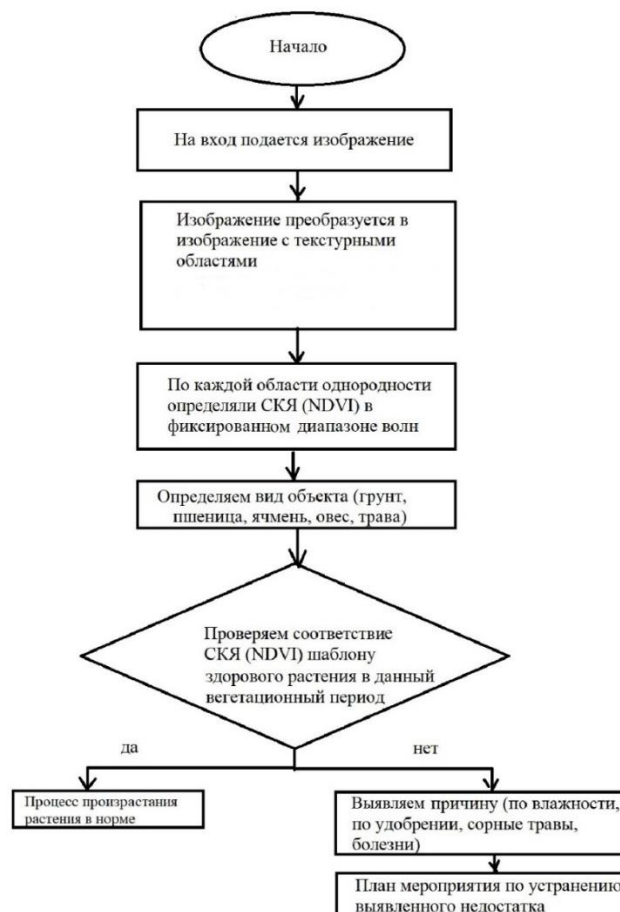 Начало
На вход подается изображение
Изображение преобразуется в
изображение с текстурными
областями
По каждой области однородности
определяли СКЯ (NDVI) в
фиксированном диапазоне волн
Определяем вид объекта (грунт,
пшеница, ячмень, овес, трава)
Проверяем соответствие
СКЯ (NDVI) шаблону
здорового растения в данный
вегетационный период
да
нет
Процесс произрастания
растения в норме
Выявляем причину (по влажности,
по удобрении, сорные травы,
болезни)
План мероприятия по устранению
выявленного недостатка